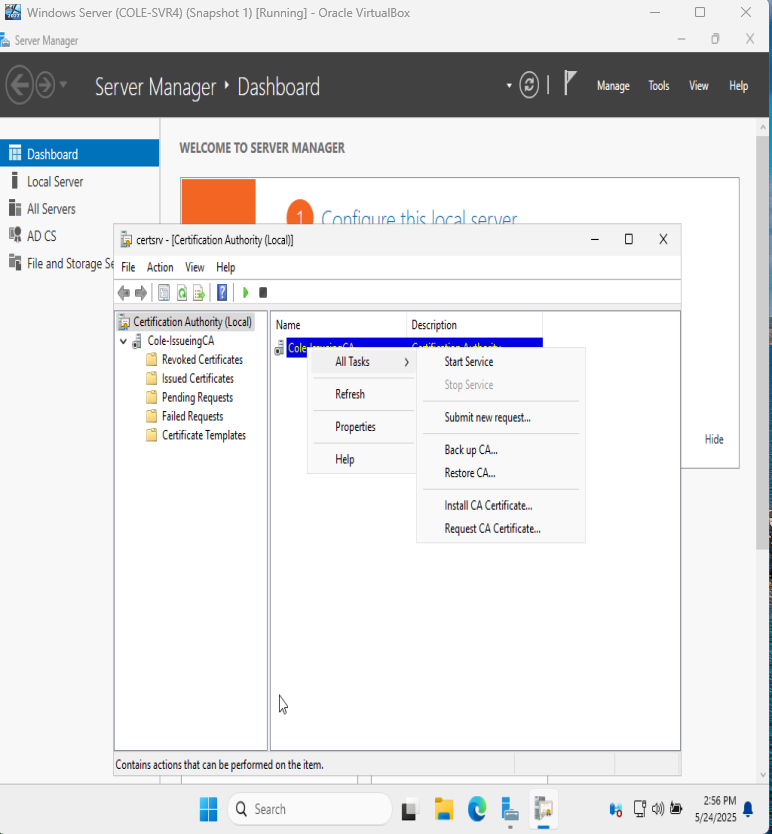 Windows Server (COLE-SVR4) (Snapshot 1) [Running] - Oracle VirtualBox
Server Manager
Server Manager Dashboard
Manage Tools View Help
Dashboard
Local Server
All Servers
AD CS
File and Storage Se
WELCOME TO SERVER MANAGER
1 Configure this local server
certsrv - [Certification Authority (Local)]
File Action View Help
Certification Authority (Local)
Cole-IssueingCA
Revoked Certificates
Issued Certificates
Pending Requests
Failed Requests
Certificate Templates
Name Description
Cole-IssueingCA Certification Authority
All Tasks
Refresh
Properties
Help
Start Service
Stop Service
Submit new request...
Back up CA...
Restore CA...
Install CA Certificate...
Request CA Certificate...
Hide
Contains actions that can be performed on the item.
Search
2:56 PM
5/24/2025